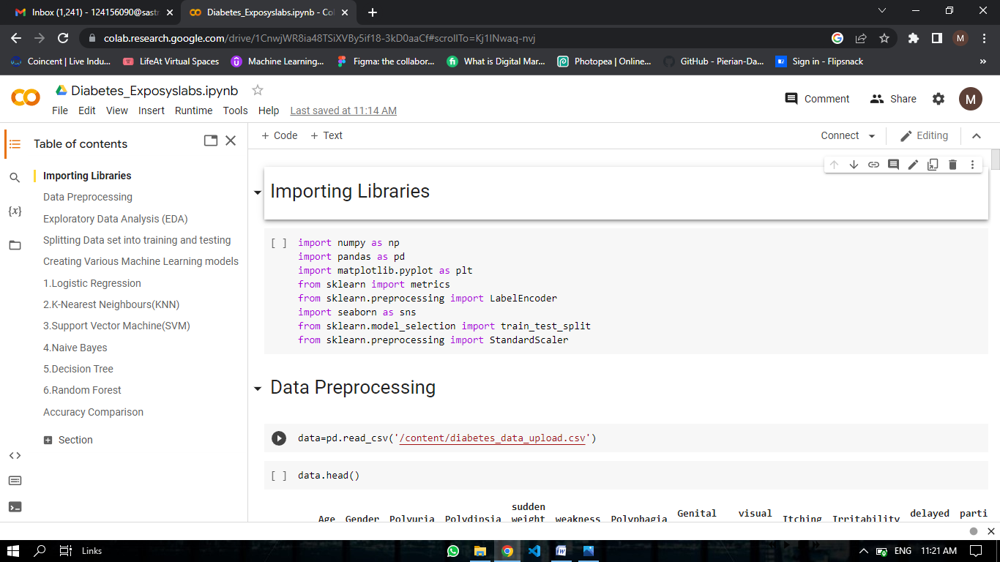 Inbox (1,241) - 124156090@sastr
Diabetes_Exposyslabs.ipynb - Col
colab.research.google.com/drive/1CnwjWR8ia48TSiXVBy5if18-3kD0aaCf#scrollTo=Kj1INwaq-nvj
M
Coincent | Live Indu...
LifeAt Virtual Spaces
Machine Learning...
Figma: the collabor...
What is Digital Mar...
Photopea | Online...
GitHub - Pierian-Da...
Sign in - Flipsnack
»
Diabetes_Exposyslabs.ipynb
File Edit View Insert Runtime Tools Help Last saved at 11:14 AM
Comment
Share
M
Table of contents
Importing Libraries
Data Preprocessing
Exploratory Data Analysis (EDA)
Splitting Data set into training and testing
Creating Various Machine Learning models
1.Logistic Regression
2.K-Nearest Neighbours(KNN)
3.Support Vector Machine(SVM)
4.Naive Bayes
5.Decision Tree
6.Random Forest
Accuracy Comparison
Section
{x}
<>
+ Code + Text
Connect
Editing
Importing Libraries
[ ] import numpy as np
import pandas as pd
import matplotlib.pyplot as plt
from sklearn import metrics
from sklearn.preprocessing import LabelEncoder
import seaborn as sns
from sklearn.model_selection import train_test_split
from sklearn.preprocessing import StandardScaler
Data Preprocessing
data=pd.read_csv('/content/diabetes_data_upload.csv')
[ ] data.head()
sudden
Genital visual delayed parti
Age Gender Polyuria Polydipsia weight weakness Polyphagia Itching Irritability
Links
ENG 11:21 AM